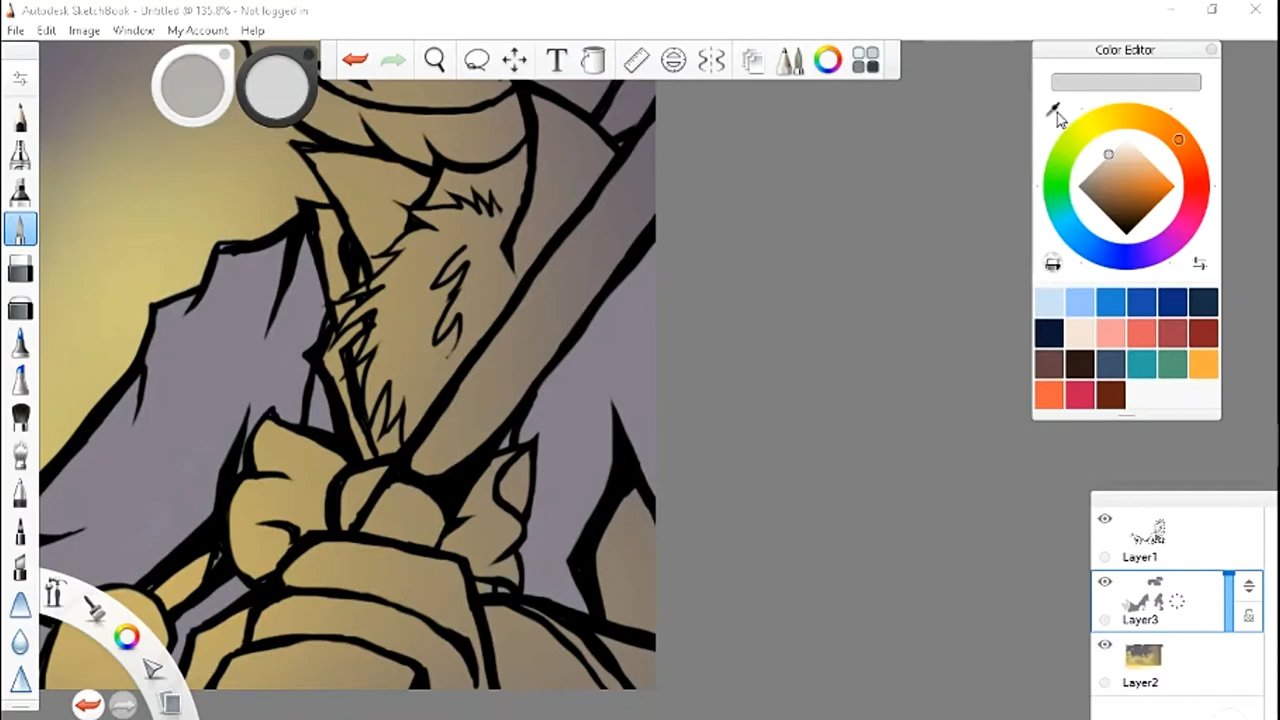 Autodesk SketchBook - Untitled @ 135.8% - Not logged in
File Edit Image Window My Account Help
T
Color Editor
Layer1
Layer3
Layer2